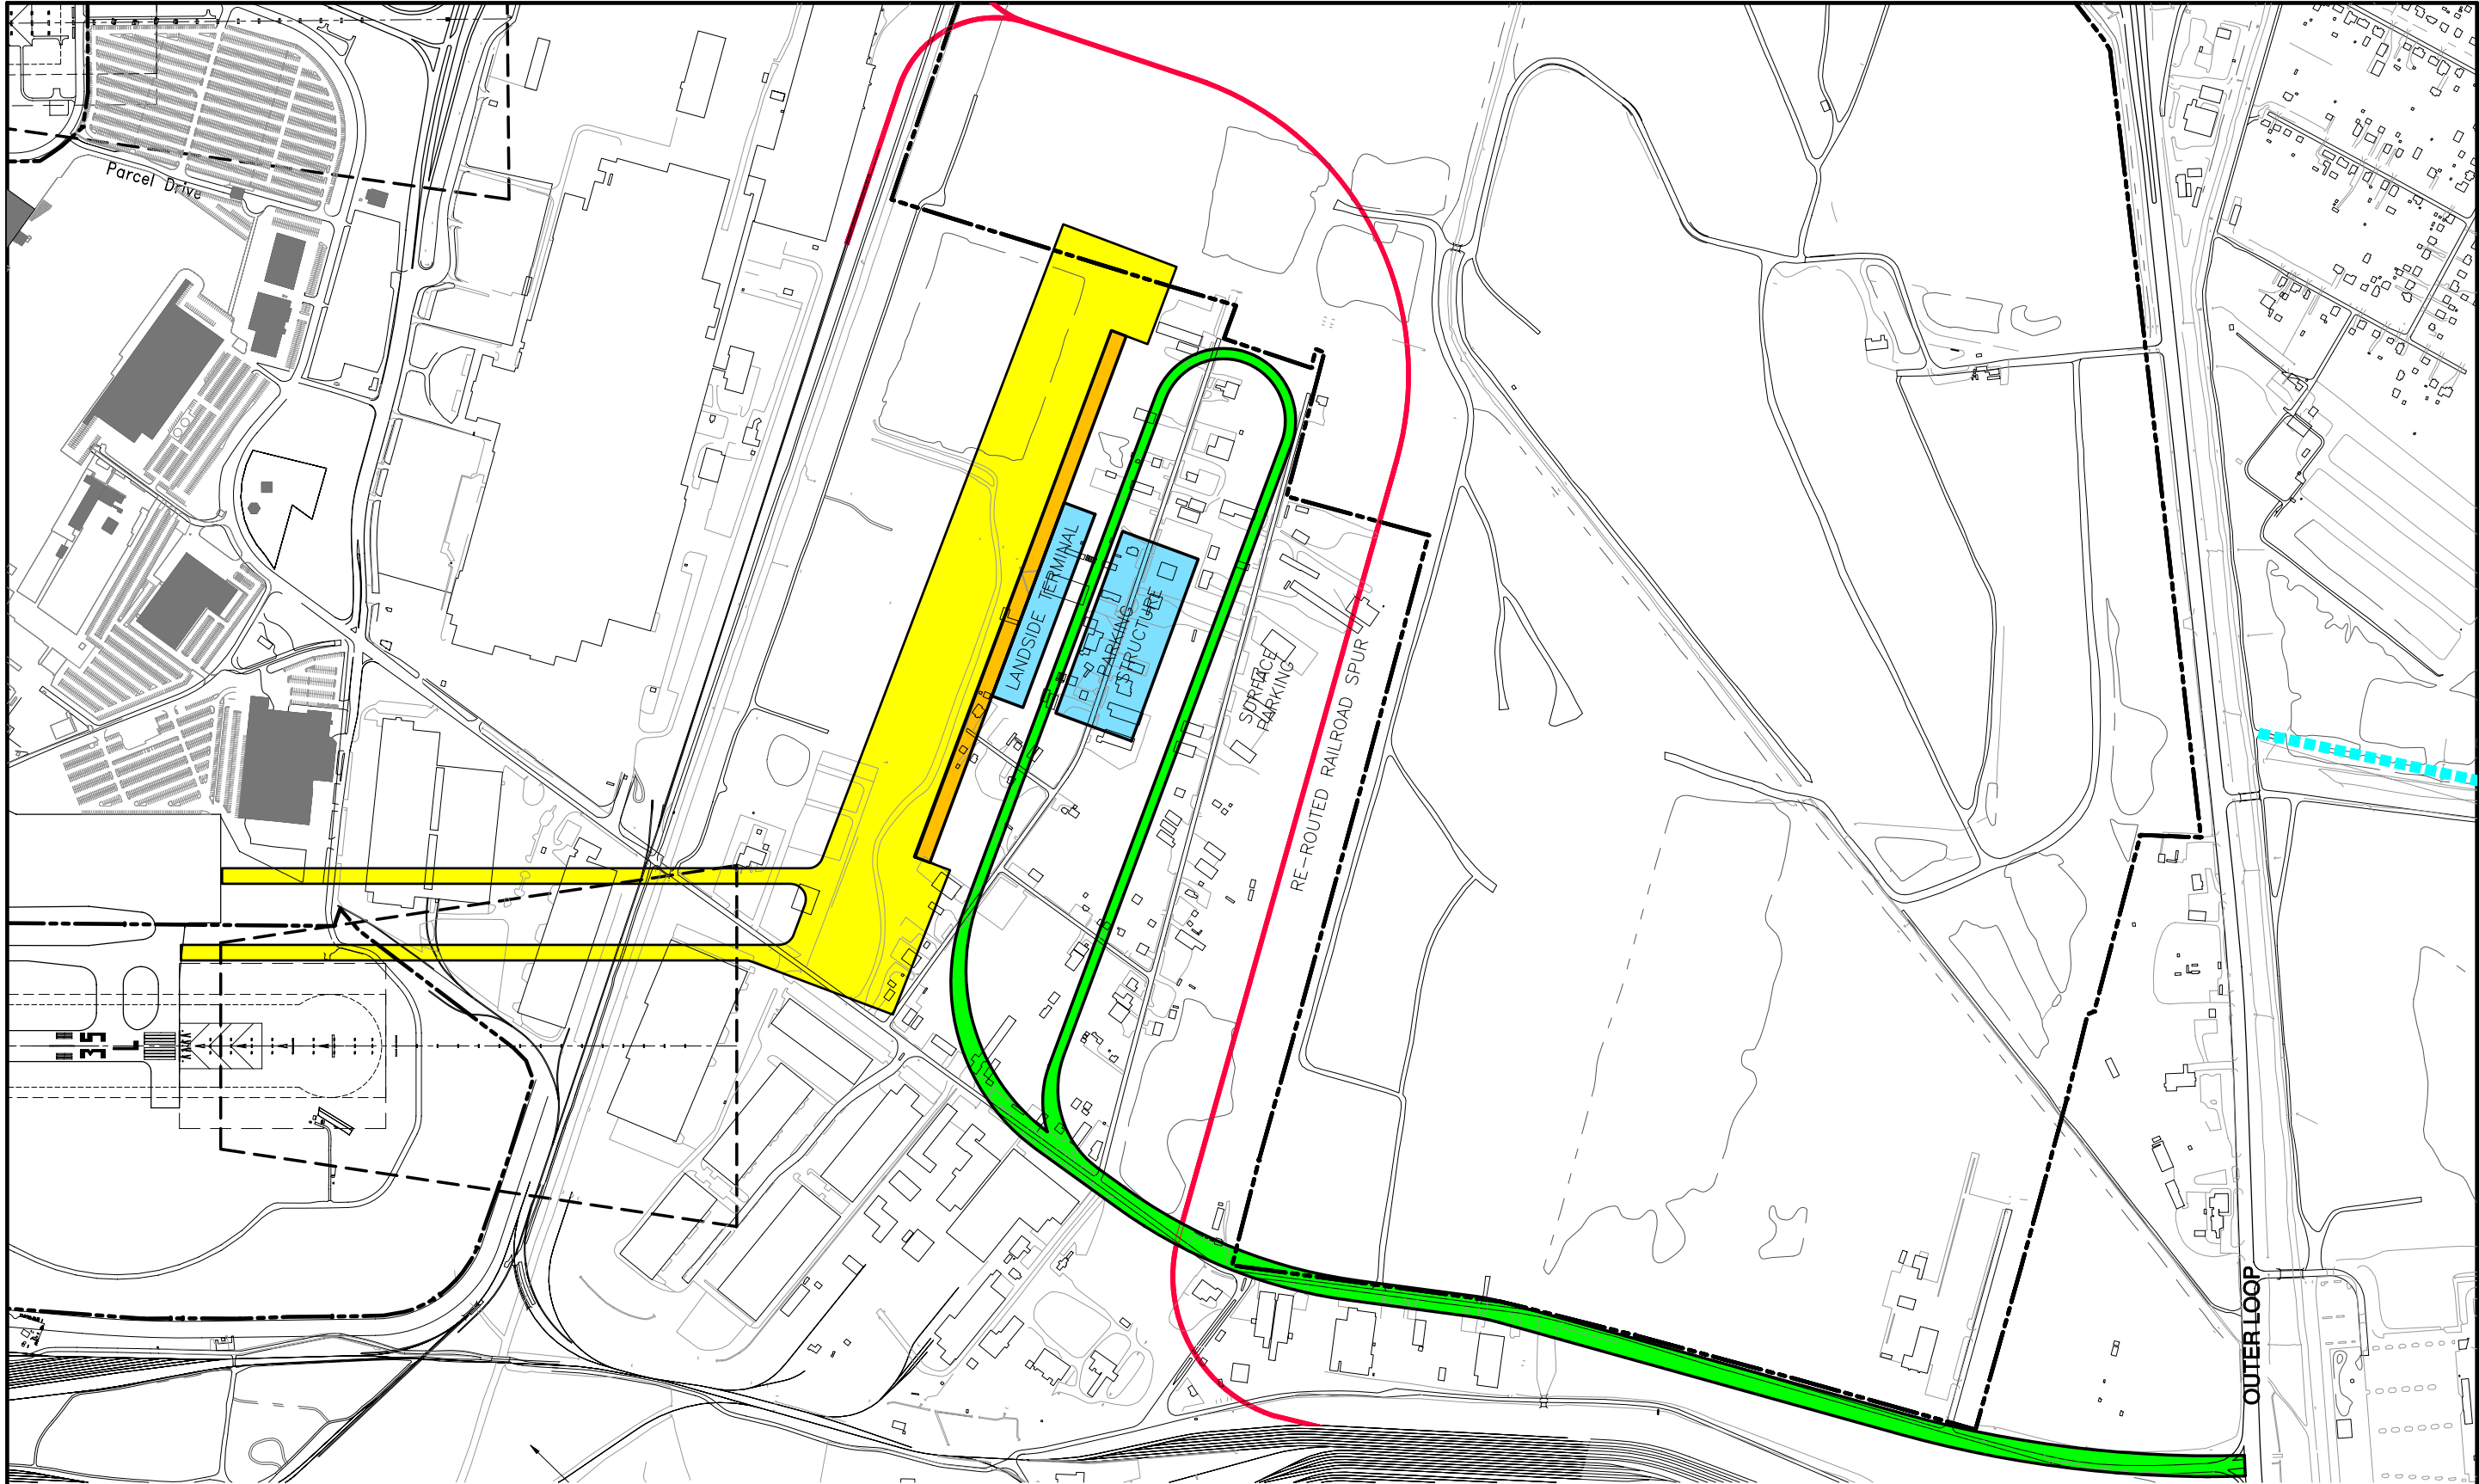 Parcel Drive
LANDSIDE TERMINAL
PARKING
STRUCTURE
SURFACE
PARKING
RE-ROUTED RAILROAD SPUR
35
L
OUTER LOOP